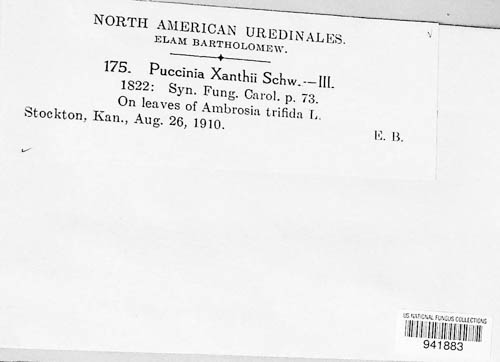 NORTH AMERICAN UREDINALES.
ELAM BARTHOLOMEW.
175. Puccinia Xanthii Schw.—III.
1822: Syn. Fung. Carol. p. 73.
On leaves of Ambrosia trifida L.
Stockton, Kan., Aug. 26, 1910.
E. B.
US NATIONAL FUNGUS COLLECTIONS
941883